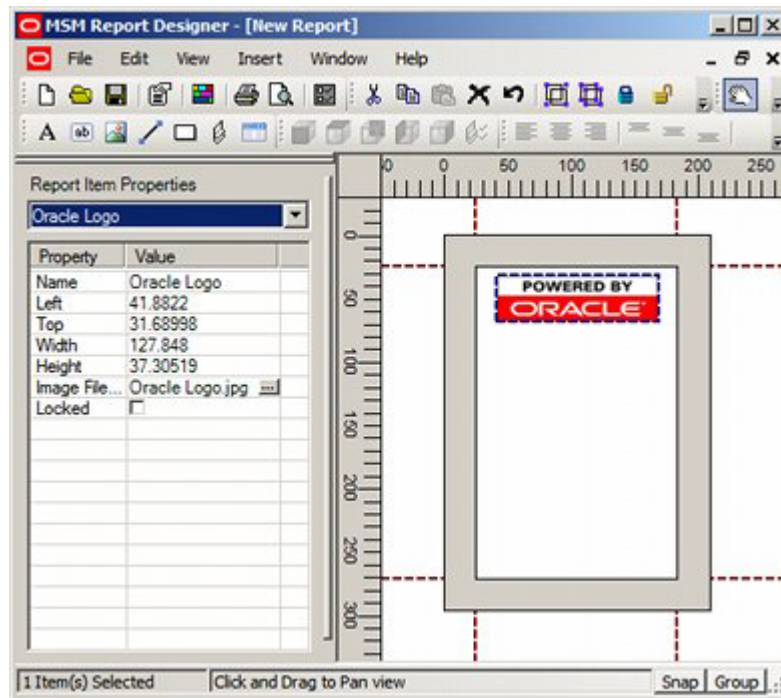 MSM Report Designer - [New Report]
File Edit View Insert Window Help
A ab
Report Item Properties
Oracle Logo
Property Value
Name Oracle Logo
Left 41.8822
Top 31.68998
Width 127.848
Height 37.30519
Image File... Oracle Logo.jpg ...
Locked
0 0 50 100 150 200 250
0
50
100
150
200
250
300
POWERED BY
ORACLE
1 Item(s) Selected Click and Drag to Pan view Snap Group